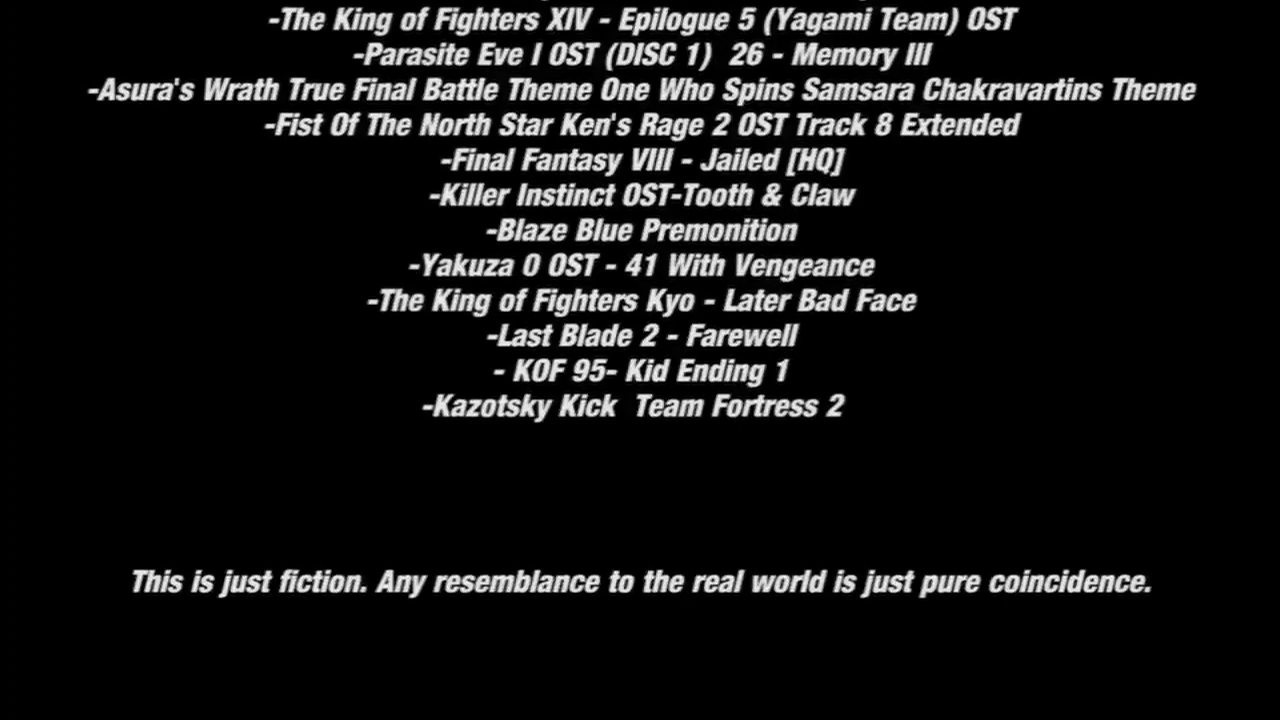 -The King of Fighters XIV - Epilogue 5 (Yagami Team) OST
-Parasite Eve I OST (DISC 1)  26 - Memory III
-Asura's Wrath True Final Battle Theme One Who Spins Samsara Chakravartins Theme
-Fist Of The North Star Ken's Rage 2 OST Track 8 Extended
-Final Fantasy VIII - Jailed [HQ]
-Killer Instinct OST-Tooth & Claw
-Blaze Blue Premonition
-Yakuza 0 OST - 41 With Vengeance
-The King of Fighters Kyo - Later Bad Face
-Last Blade 2 - Farewell
- KOF 95- Kid Ending 1
-Kazotsky Kick  Team Fortress 2
This is just fiction. Any resemblance to the real world is just pure coincidence.